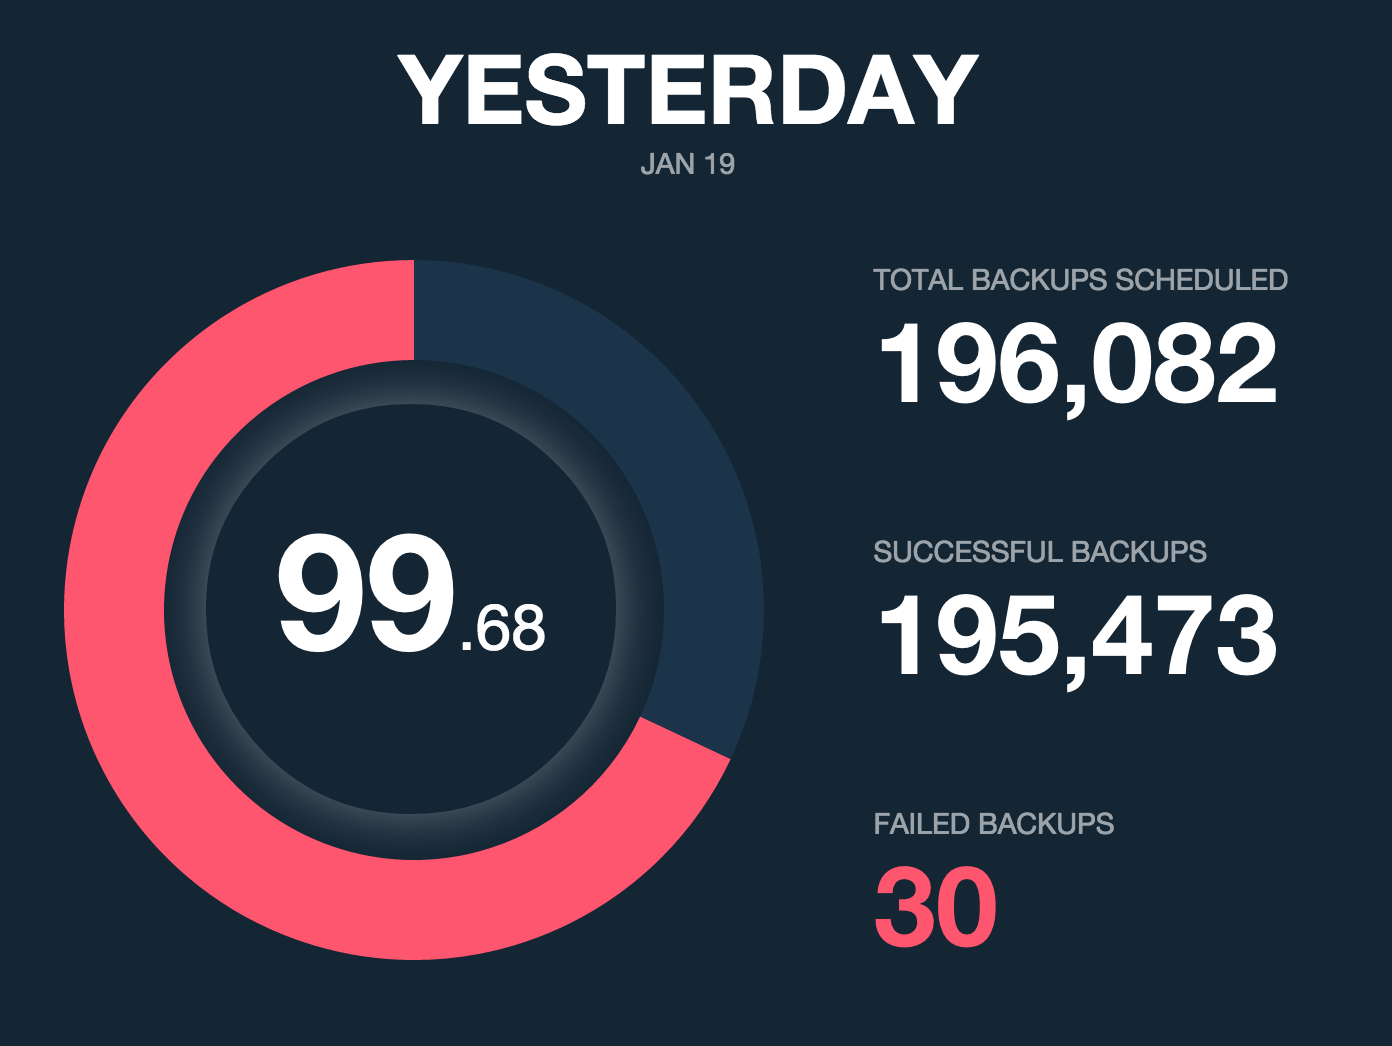 YESTERDAY
JAN 19
TOTAL BACKUPS SCHEDULED
196,082
SUCCESSFUL BACKUPS
195,473
99.68
FAILED BACKUPS
30